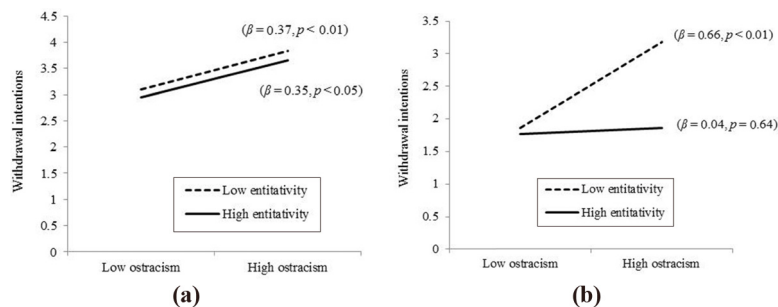 4.5
4
3.5
3
2.5
2
1.5
1
0.5
0
Withdrawal intentions
(β = 0.37, p < 0.01)
(β = 0.35, p < 0.05)
Low entitativity
High entitativity
Low ostracism
High ostracism
(a)
3.5
3
2.5
2
1.5
1
0.5
0
Withdrawal intentions
(β = 0.66, p < 0.01)
(β = 0.04, p = 0.64)
Low entitativity
High entitativity
Low ostracism
High ostracism
(b)